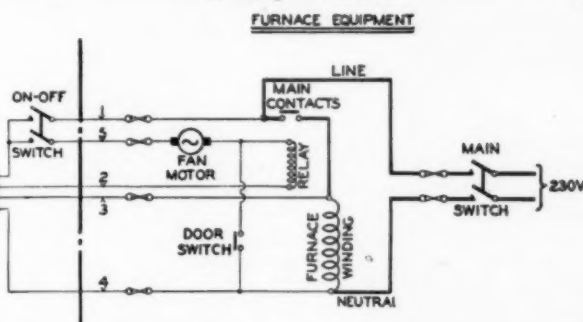 FURNACE EQUIPMENT
LINE
ON-OFF
SWITCH
1
5
2
3
4
MAIN
CONTACTS
FAN
MOTOR
RELAY
DOOR
SWITCH
FURNACE
WINDING
NEUTRAL
MAIN
SWITCH
230V